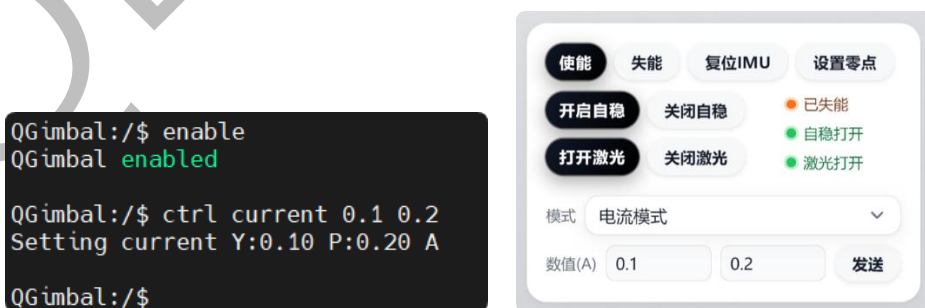 QGimbal:/$ enable
QGimbal enabled
QGimbal:/$ ctrl current 0.1 0.2
Setting current Y:0.10 P:0.20 A
QGimbal:/$
使能 失能 复位IMU 设置零点
开启自稳 关闭自稳 已失能
自稳打开
打开激光 关闭激光 激光打开
模式 电流模式
数值(A) 0.1 0.2 发送